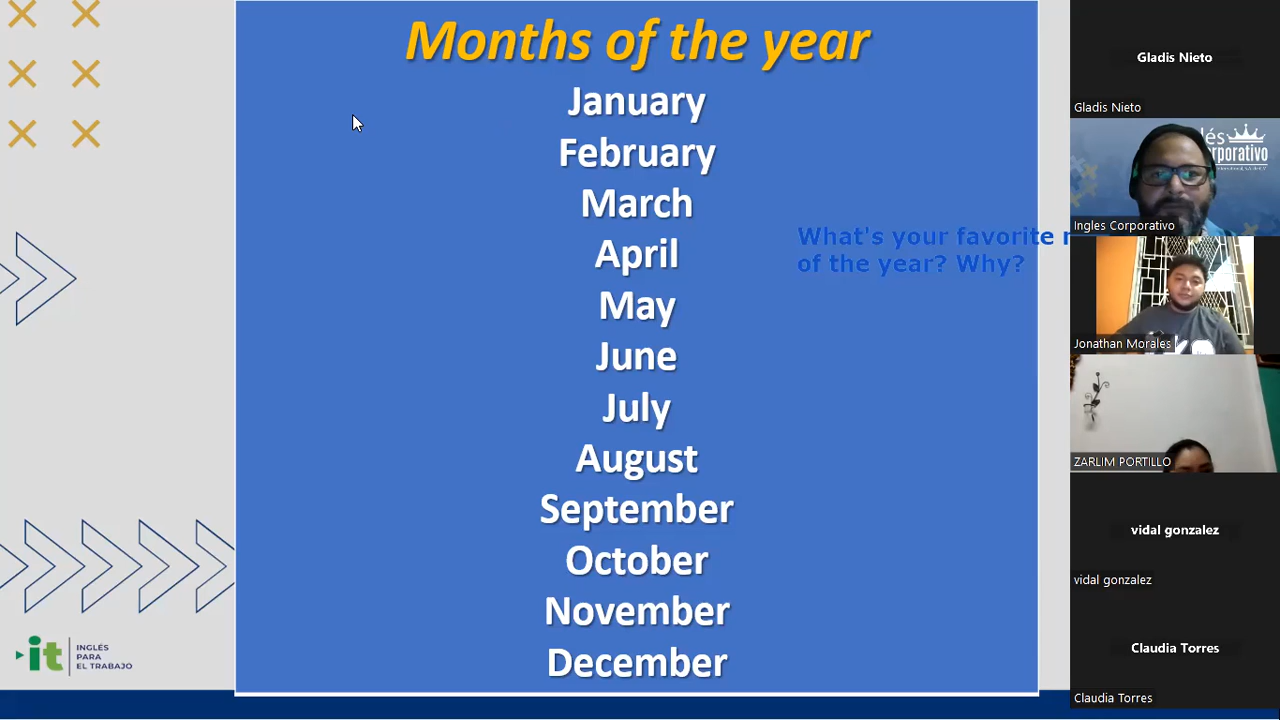 Months of the year
January
February
March
April
May
June
July
August
September
October
November
December
What's your favorite
of the year? Why?
INGLÉS
PARA
EL TRABAJO
it
Gladis Nieto
Gladis Nieto
Corporativo
Ingles Corporativo
Jonathan Morales
ZARLIM PORTILLO
vidal gonzalez
vidal gonzalez
Claudia Torres
Claudia Torres